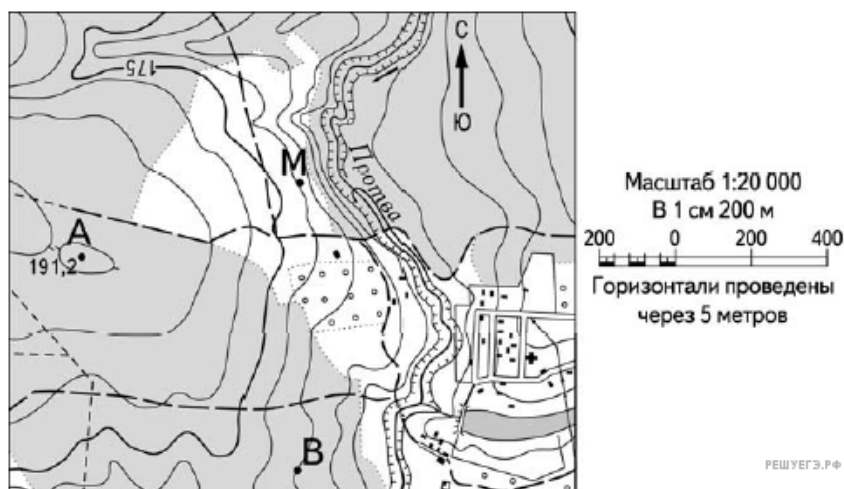 С
Ю
175
М
Протва
А
191,2
В
Масштаб 1:20 000
В 1 см 200 м
200 0 200 400
Горизонтали проведены
через 5 метров
РЕШУЕГЭ.РФ